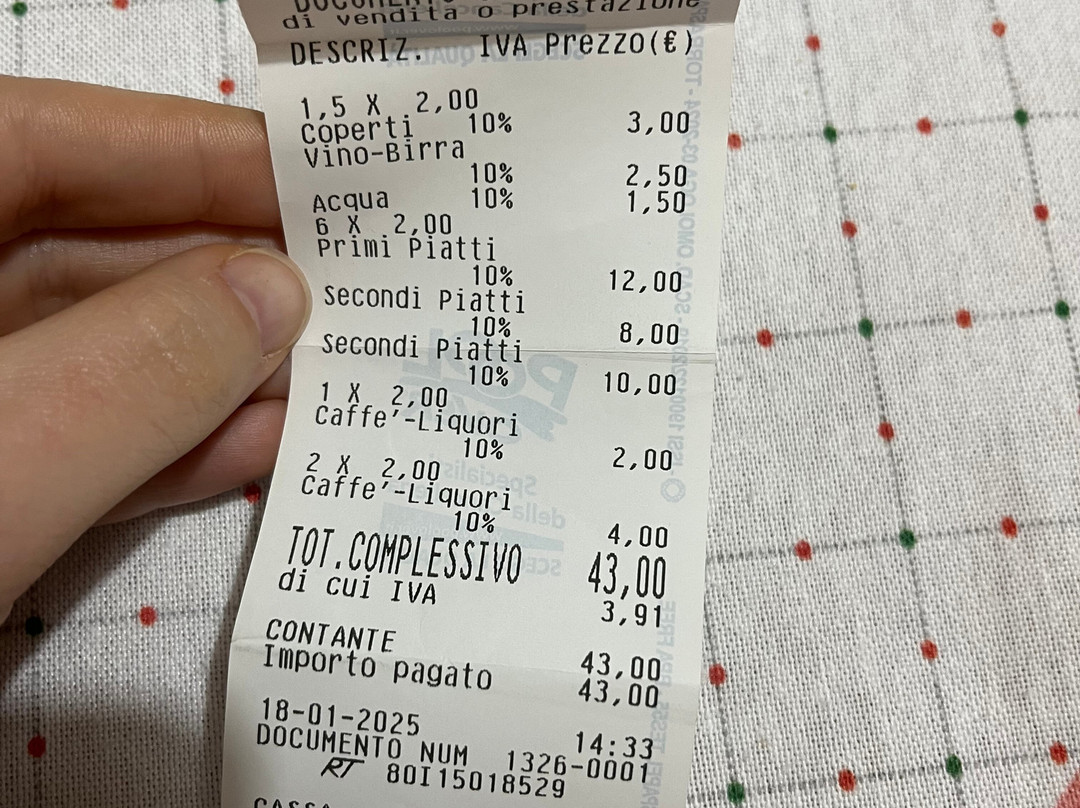 DOCUMENTO
di vendita o prestazione
DESCRIZ. IVA Prezzo(€)
1,5 X 2,00
Coperti 10% 3,00
Vino-Birra
10% 2,50
Acqua 10% 1,50
6 X 2,00
Primi Piatti
10% 12,00
Secondi Piatti
10% 8,00
Secondi Piatti
10% 10,00
1 X 2,00
Caffe'-Liquori
10% 2,00
2 X 2,00
Caffe'-Liquori
10% 4,00
TOT.COMPLESSIVO 43,00
di cui IVA 3,91
CONTANTE 43,00
Importo pagato 43,00
18-01-2025 14:33
DOCUMENTO NUM 1326-0001
RT 80I15018529